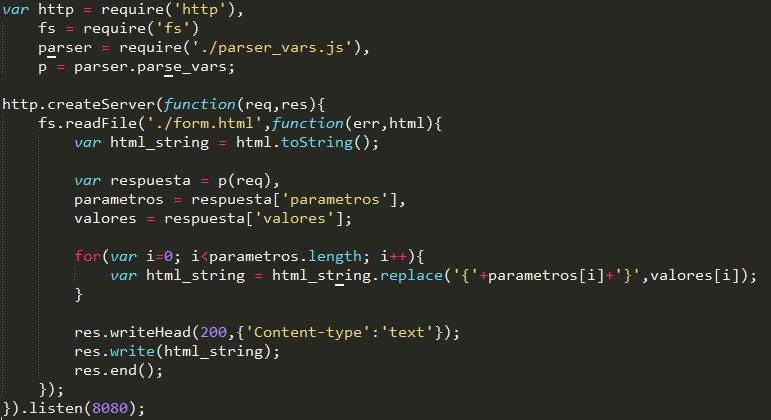 var http = require('http'),
    fs = require('fs')
    parser = require('./parser_vars.js'),
    p = parser.parse_vars;

http.createServer(function(req,res){
    fs.readFile('./form.html',function(err,html){
        var html_string = html.toString();

        var respuesta = p(req),
        parametros = respuesta['parametros'],
        valores = respuesta['valores'];

        for(var i=0; i<parametros.length; i++){
            var html_string = html_string.replace('{'+parametros[i]+'}',valores[i]);
        }

        res.writeHead(200,{'Content-type':'text'});
        res.write(html_string);
        res.end();
    });
}).listen(8080);